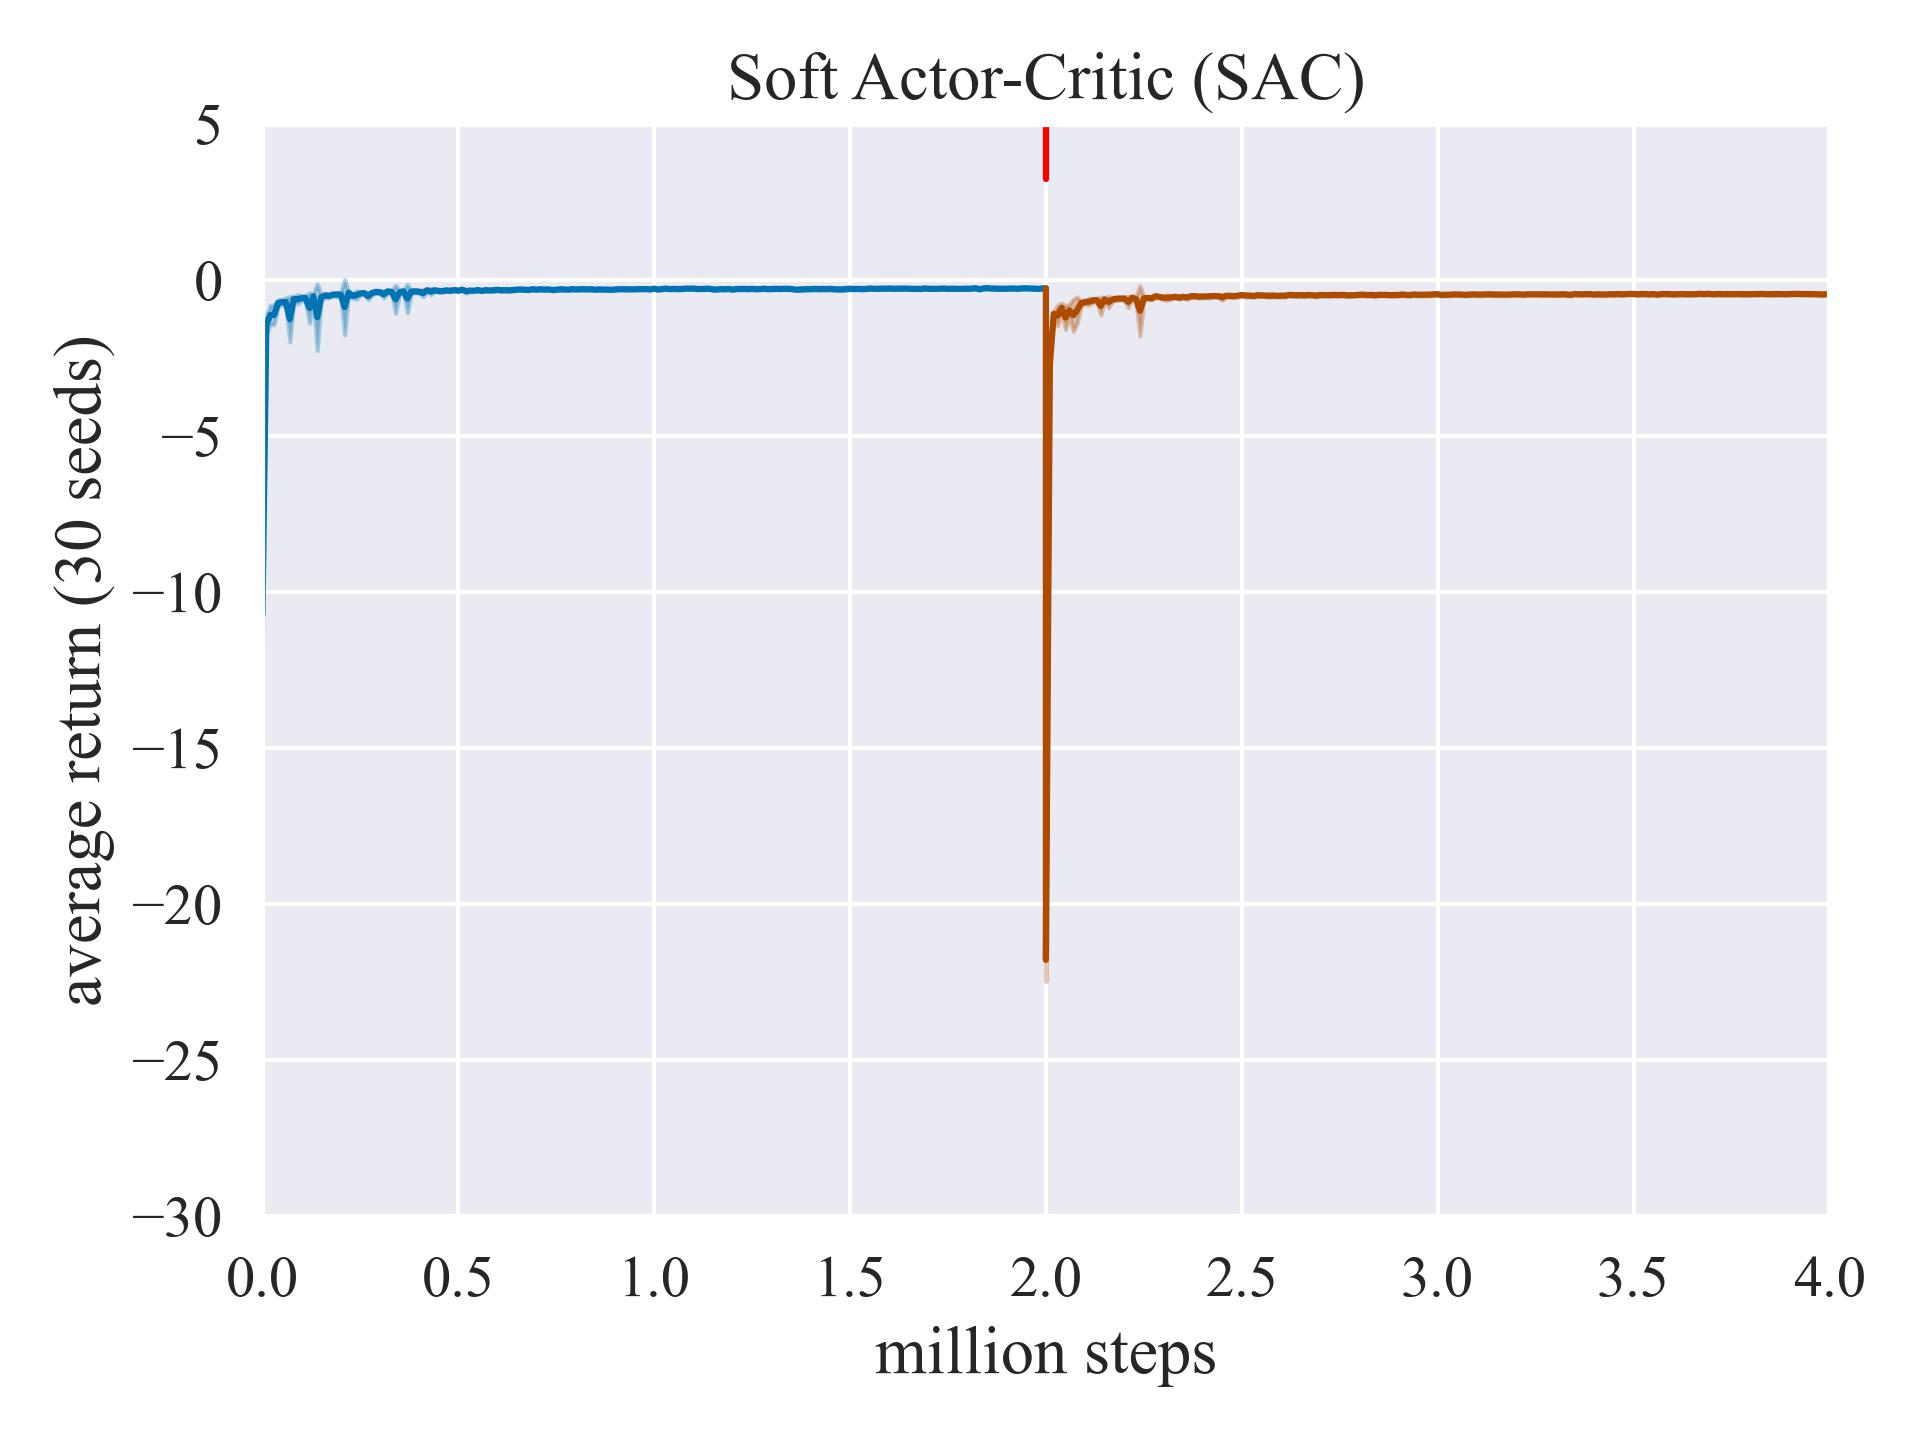 Soft Actor-Critic (SAC)
5
0
−5
−10
−15
−20
−25
−30
average return (30 seeds)
0.0 0.5 1.0 1.5 2.0 2.5 3.0 3.5 4.0
million steps